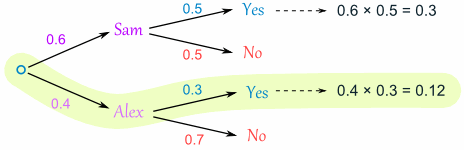 0.5 Yes 0.6 × 0.5 = 0.3
0.6 Sam
0.5 No
0.3 Yes 0.4 × 0.3 = 0.12
0.4 Alex
0.7 No